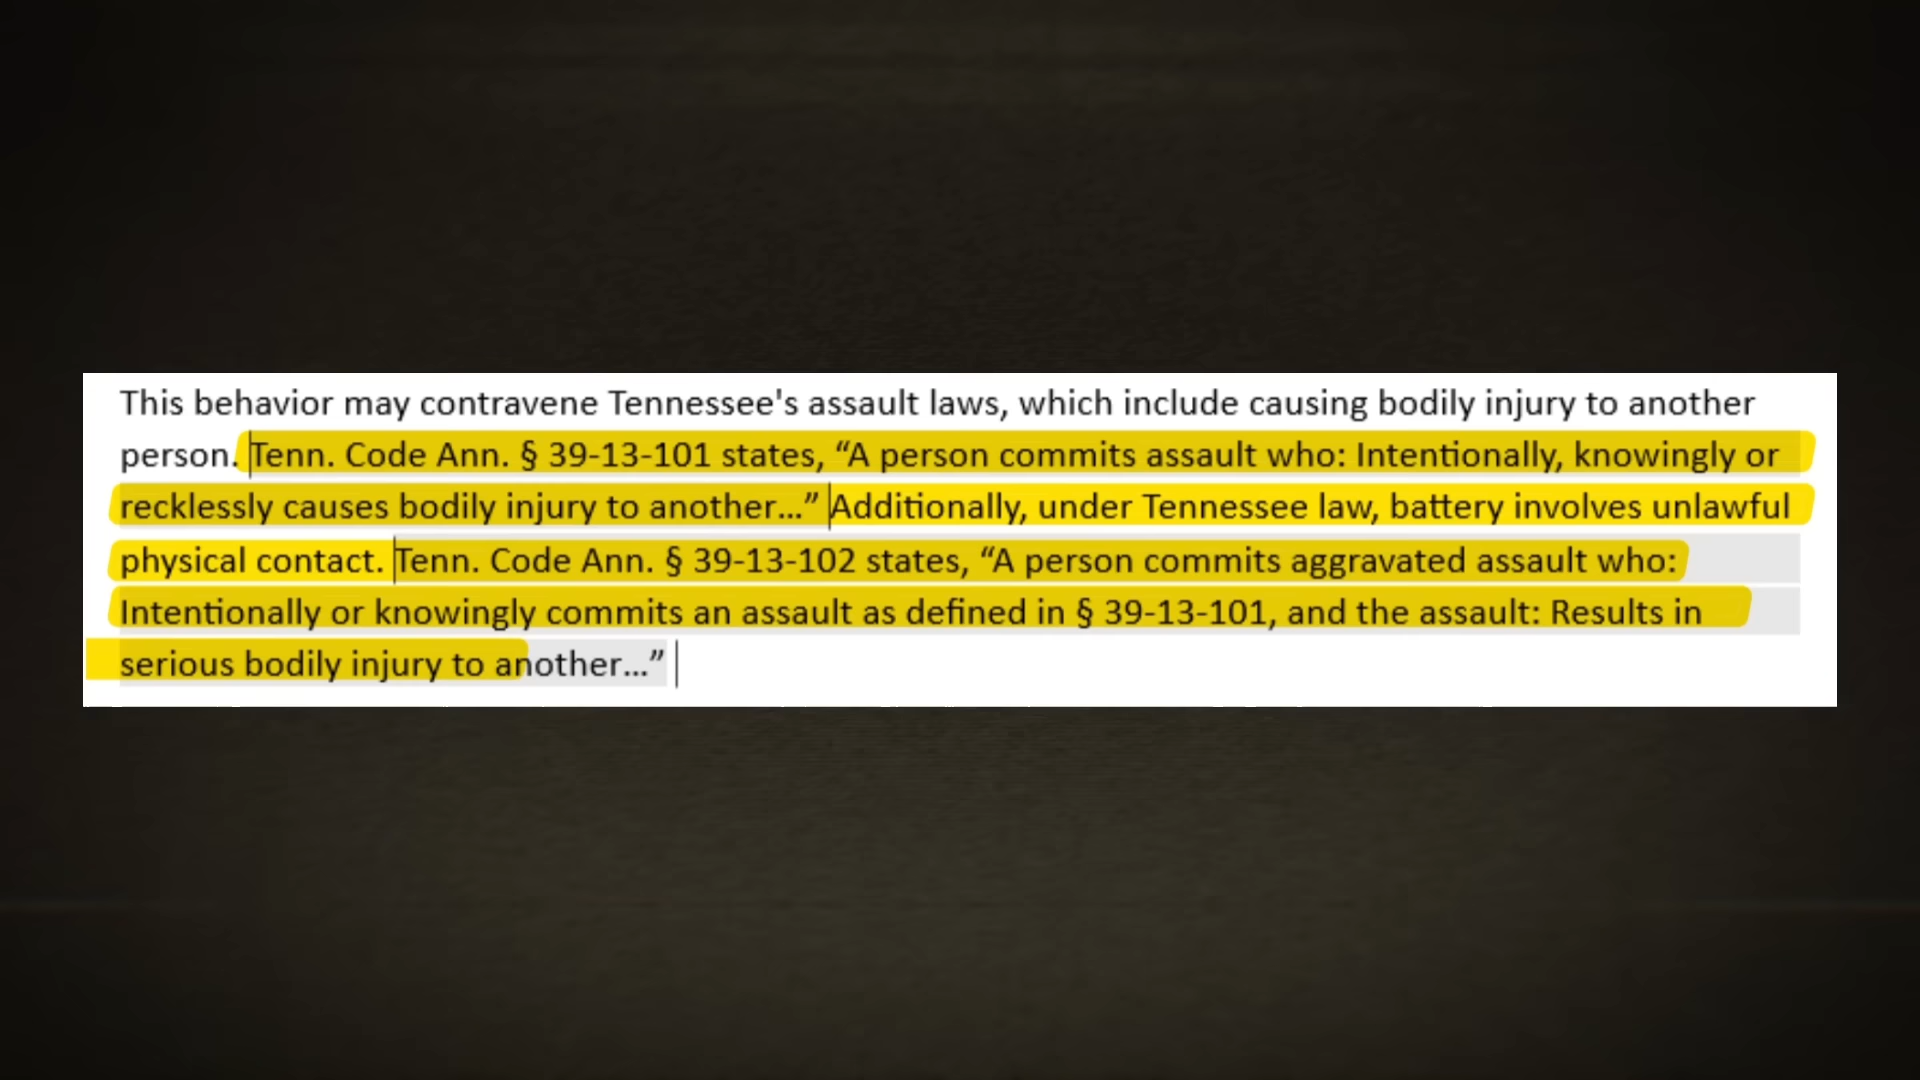 This behavior may contravene Tennessee's assault laws, which include causing bodily injury to another
person. Tenn. Code Ann. § 39-13-101 states, “A person commits assault who: Intentionally, knowingly or
recklessly causes bodily injury to another…” Additionally, under Tennessee law, battery involves unlawful
physical contact. Tenn. Code Ann. § 39-13-102 states, “A person commits aggravated assault who:
Intentionally or knowingly commits an assault as defined in § 39-13-101, and the assault: Results in
serious bodily injury to another…”